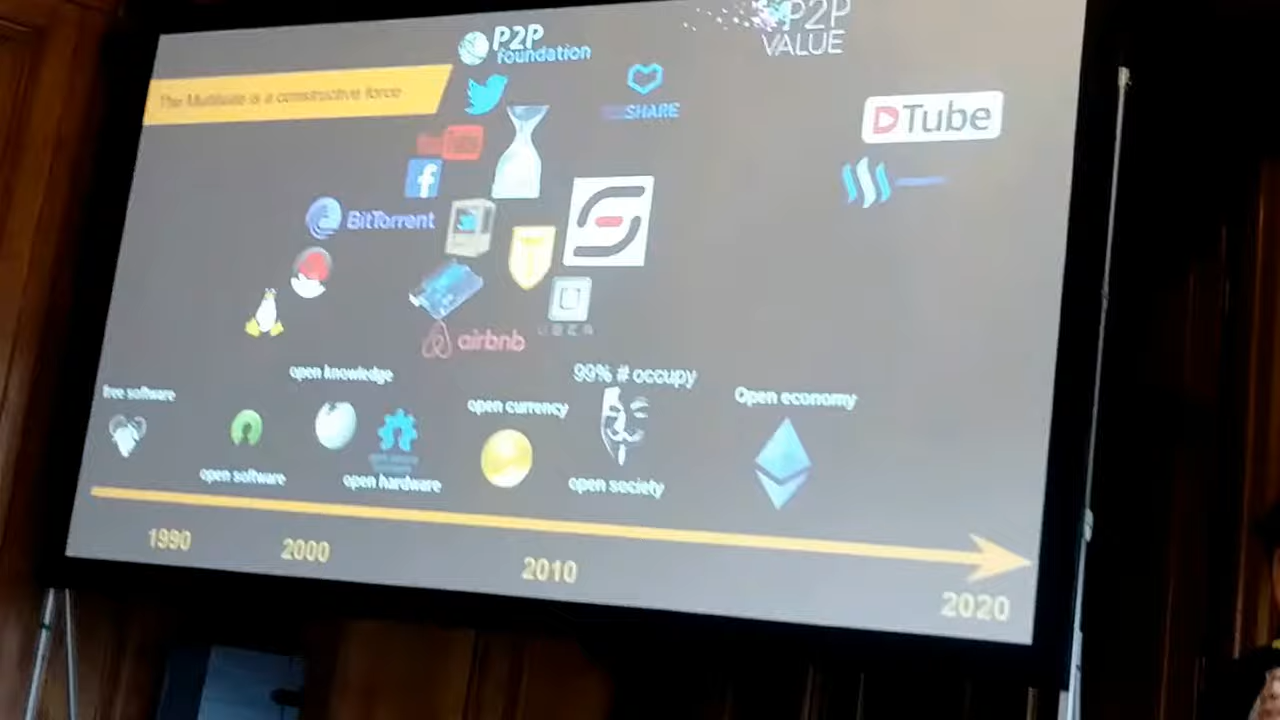 P2P
foundation
P2P
VALUE
The Multitude is a constructive force
SHARE
DTube
BitTorrent
UBER
airbnb
open knowledge
99% # occupy
free software
open currency
Open economy
open software
open hardware
open society
1990
2000
2010
2020